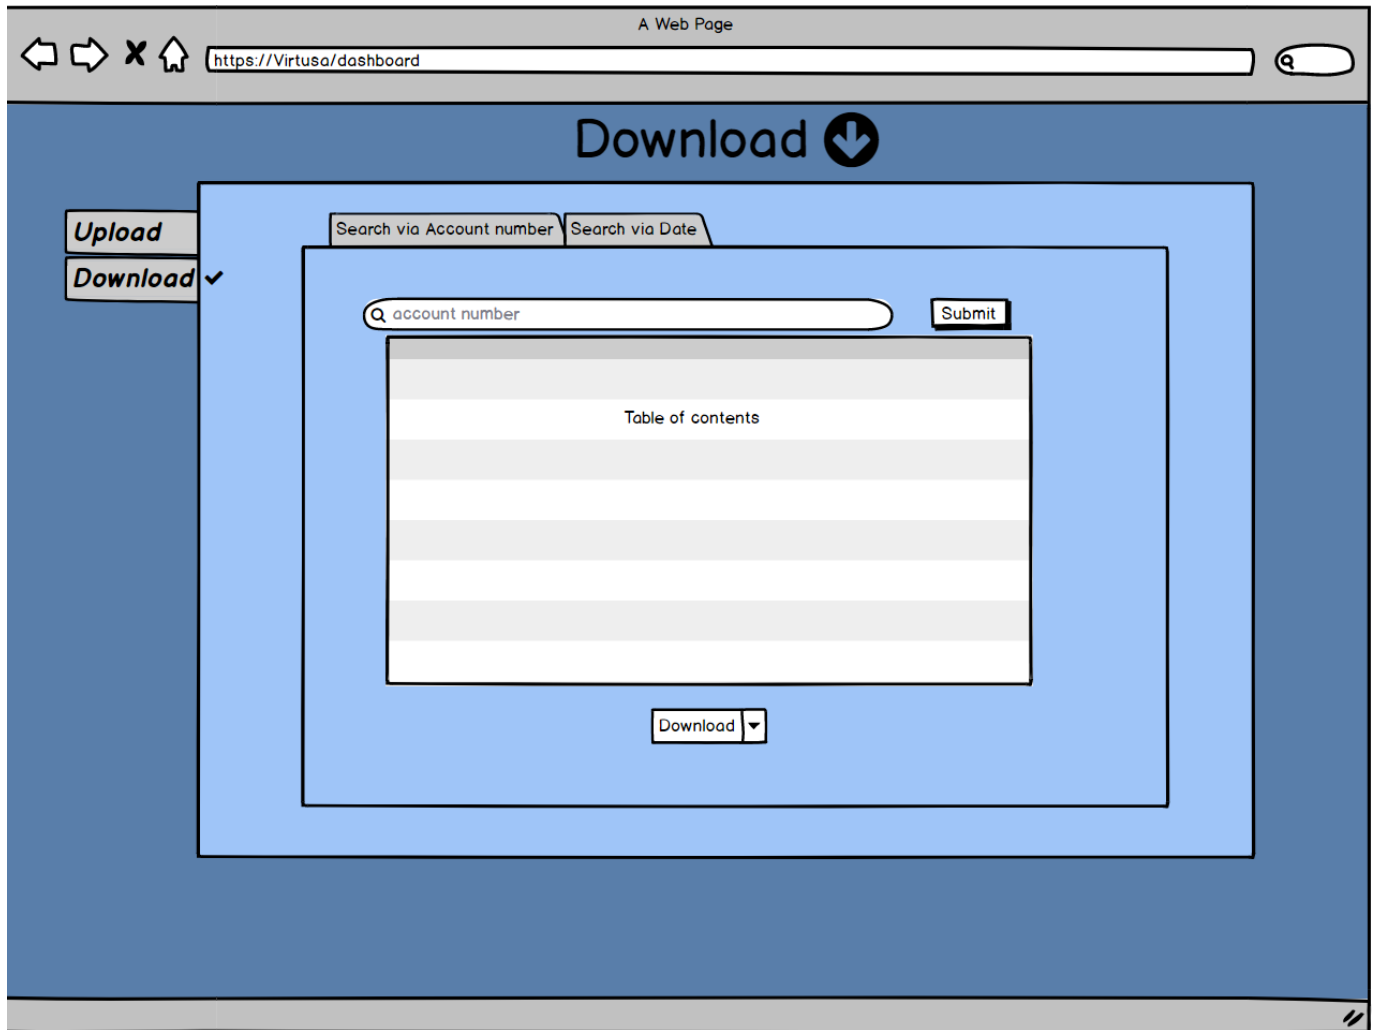 A Web Page
https://Virtusa/dashboard
Download
Upload
Download
Search via Account number
Search via Date
account number
Submit
Table of contents
Download